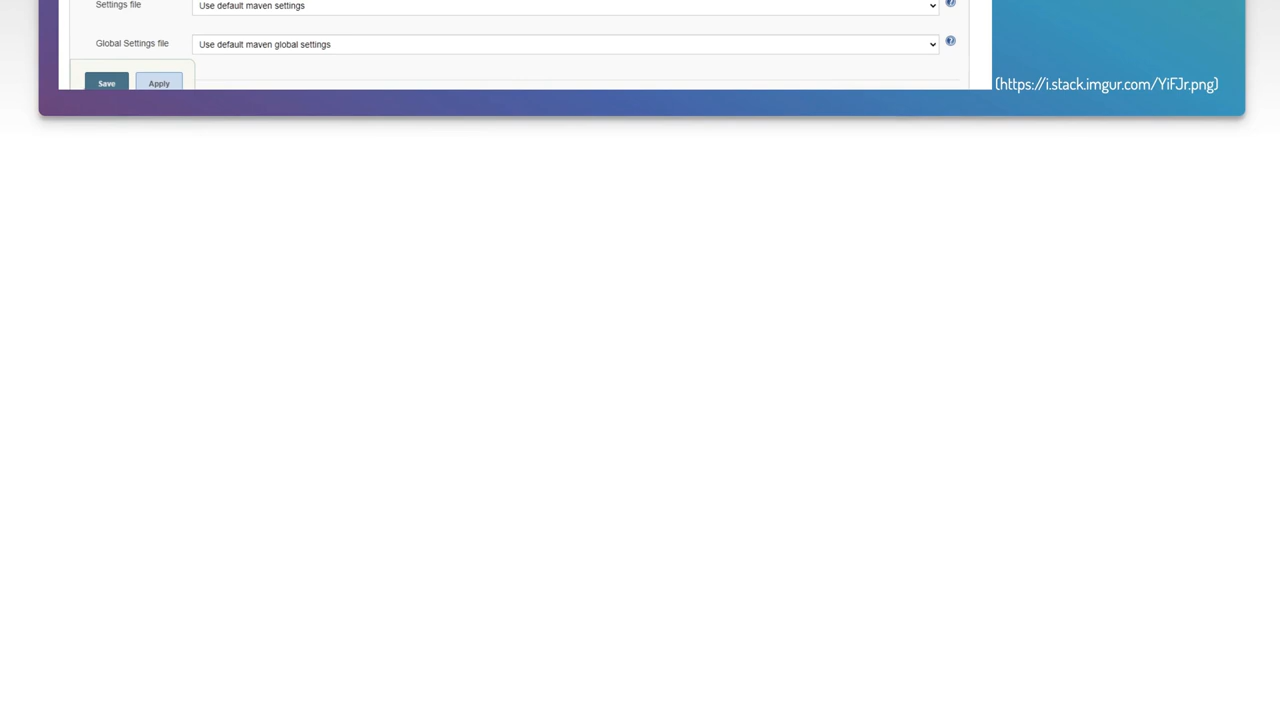 Settings file
Use default maven settings
Global Settings file
Use default maven global settings
Save
Apply
(https://i.stack.imgur.com/YiFJr.png)